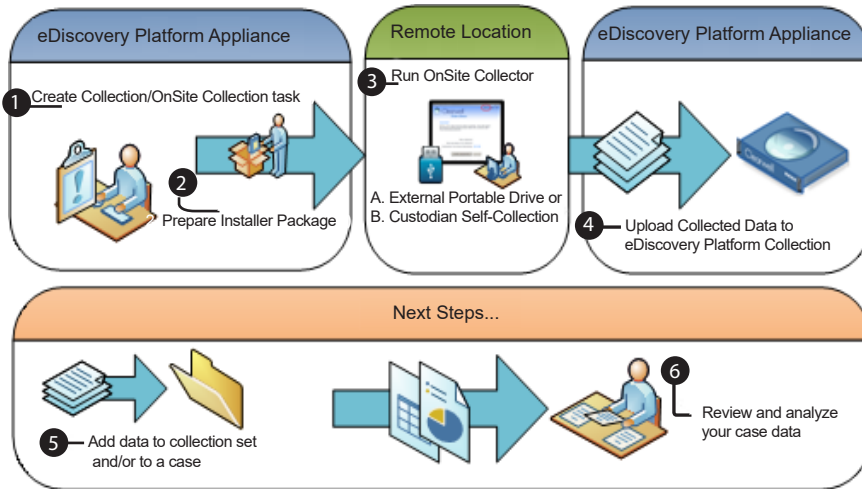 eDiscovery Platform Appliance
1 Create Collection/OnSite Collection task
2
Prepare Installer Package
Remote Location
3 Run OnSite Collector
A. External Portable Drive or
B. Custodian Self-Collection
eDiscovery Platform Appliance
4 Upload Collected Data to
eDiscovery Platform Collection
Next Steps...
5 Add data to collection set
and/or to a case
6
Review and analyze
your case data